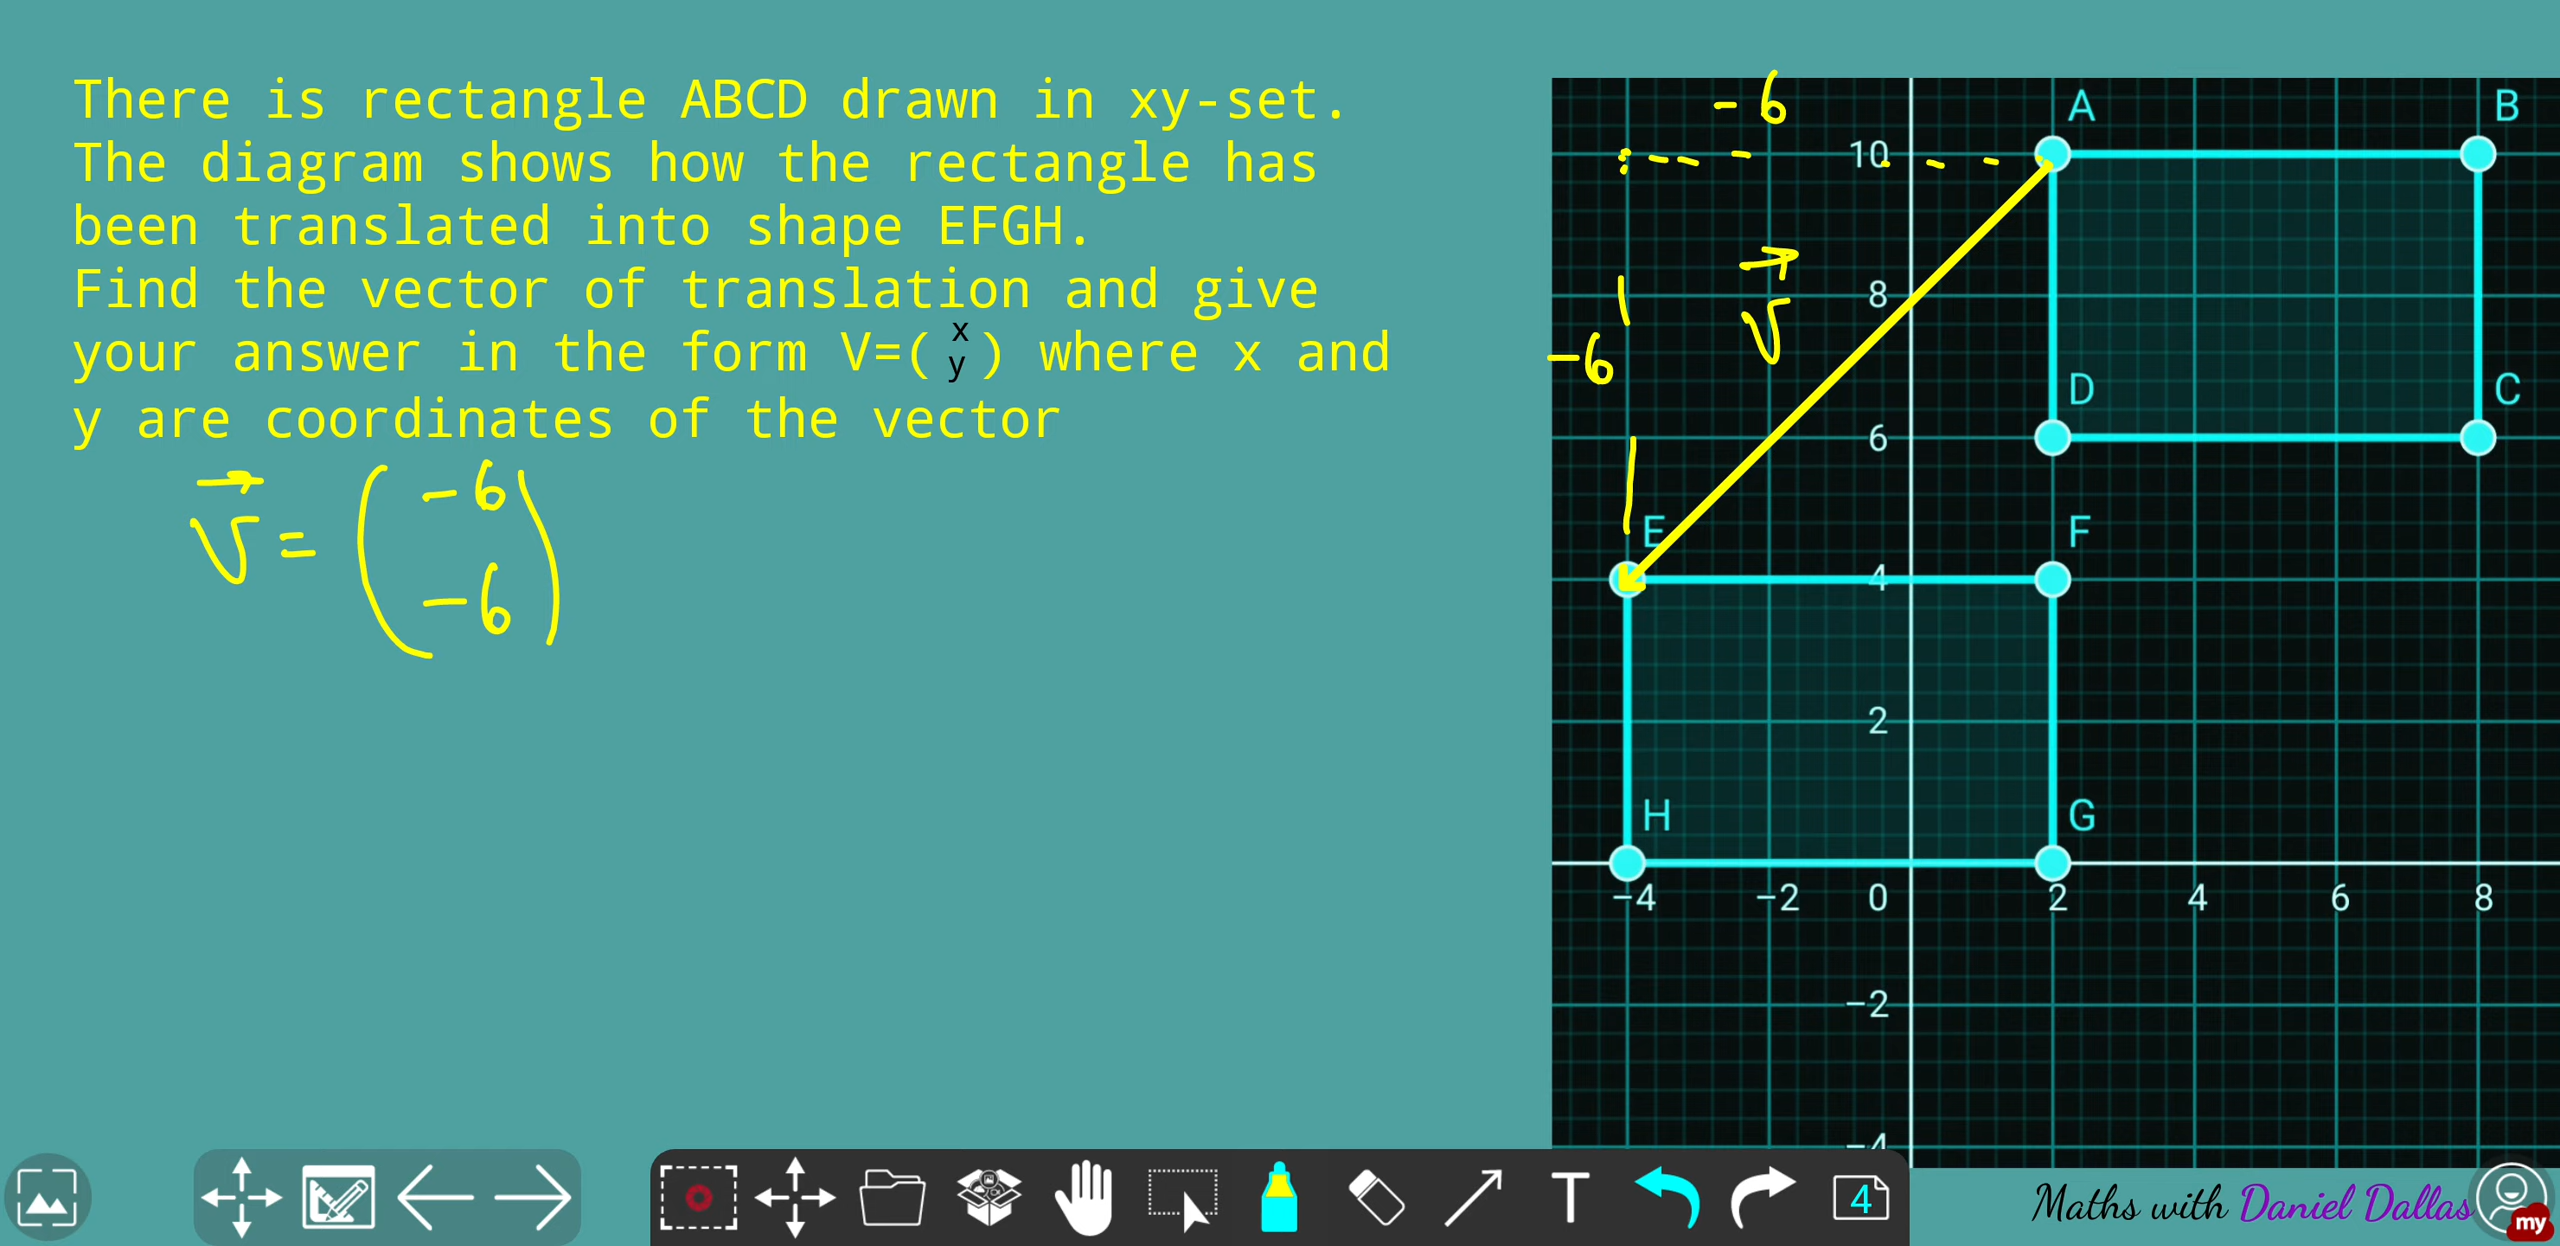 There is rectangle ABCD drawn in xy-set.
The diagram shows how the rectangle has
been translated into shape EFGH.
Find the vector of translation and give
your answer in the form V=( x y ) where x and
y are coordinates of the vector
v = ( -6
-6 )
-6
A
B
10
v
8
-6
D
C
6
E
F
4
2
H
G
−4 −2 0 2 4 6 8
−2
−4
T
4
Maths with Daniel Dallas
my